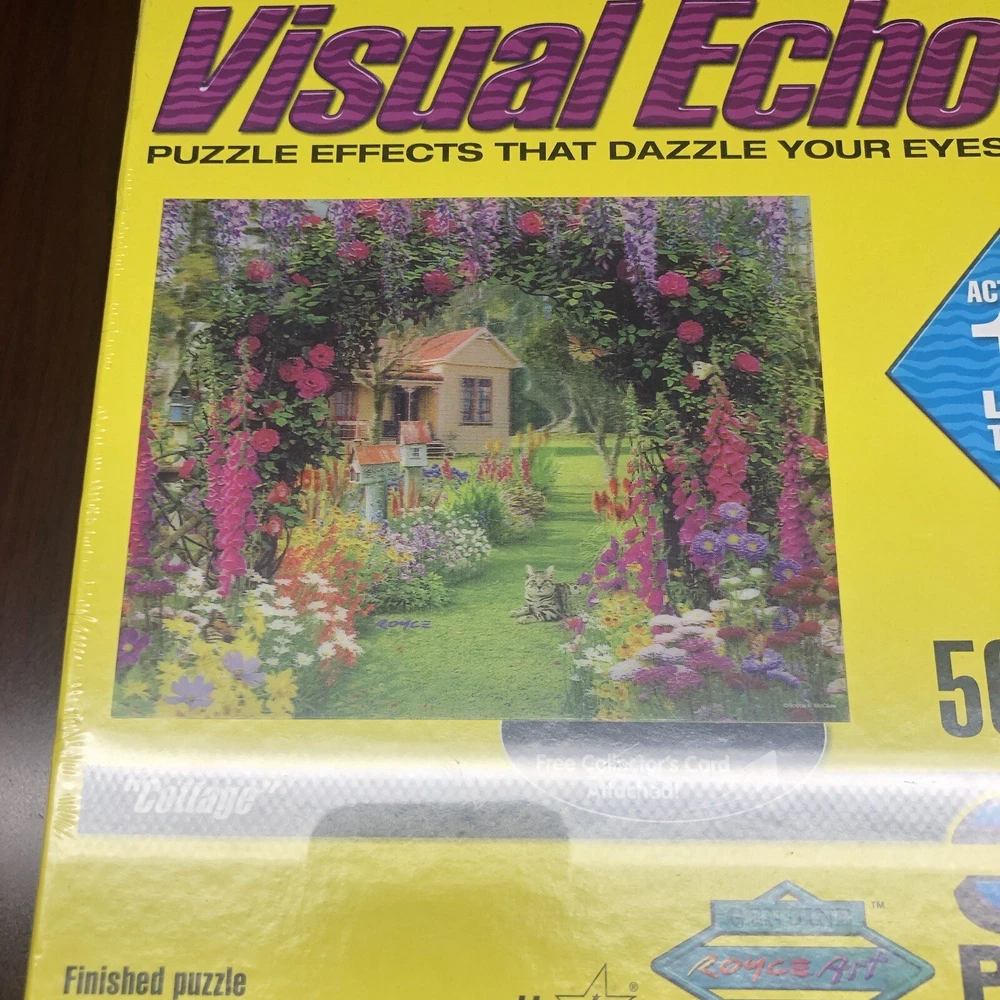 Visual Echo
PUZZLE EFFECTS THAT DAZZLE YOUR EYES
ROYCE
Free Collector's Card
Attached!
"Cottage"
GENUINE
TM
ROYCE Art
Finished puzzle
®